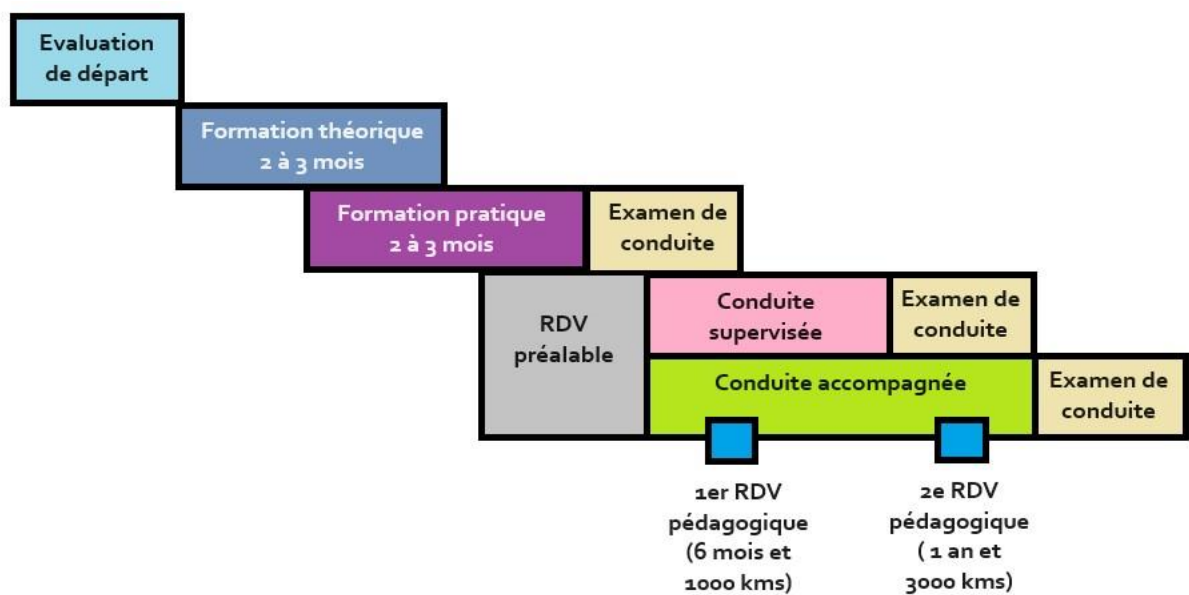 Evaluation
de départ
Formation théorique
2 à 3 mois
Formation pratique
2 à 3 mois
Examen de
conduite
RDV
préalable
Conduite
supervisée
Examen de
conduite
Conduite accompagnée
Examen de
conduite
1er RDV
pédagogique
(6 mois et
1000 kms)
2e RDV
pédagogique
( 1 an et
3000 kms)